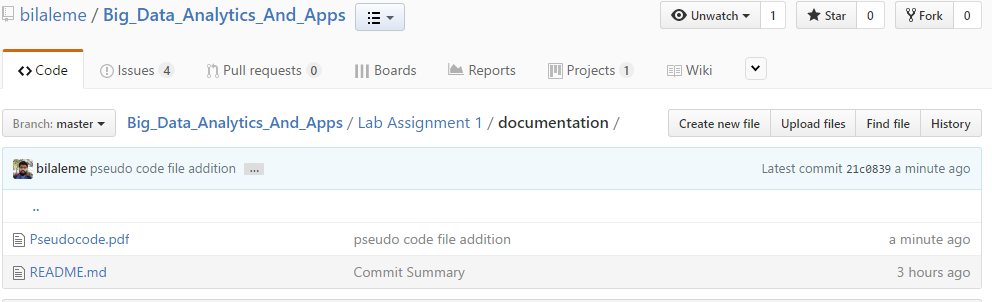 bilaleme / Big_Data_Analytics_And_Apps Unwatch 1 Star 0 Fork 0
Code Issues 4 Pull requests 0 Boards Reports Projects 1 Wiki
Branch: master Big_Data_Analytics_And_Apps / Lab Assignment 1 / documentation / Create new file Upload files Find file History
bilaleme pseudo code file addition ... Latest commit 21c0839 a minute ago
..
Pseudocode.pdf pseudo code file addition a minute ago
README.md Commit Summary 3 hours ago